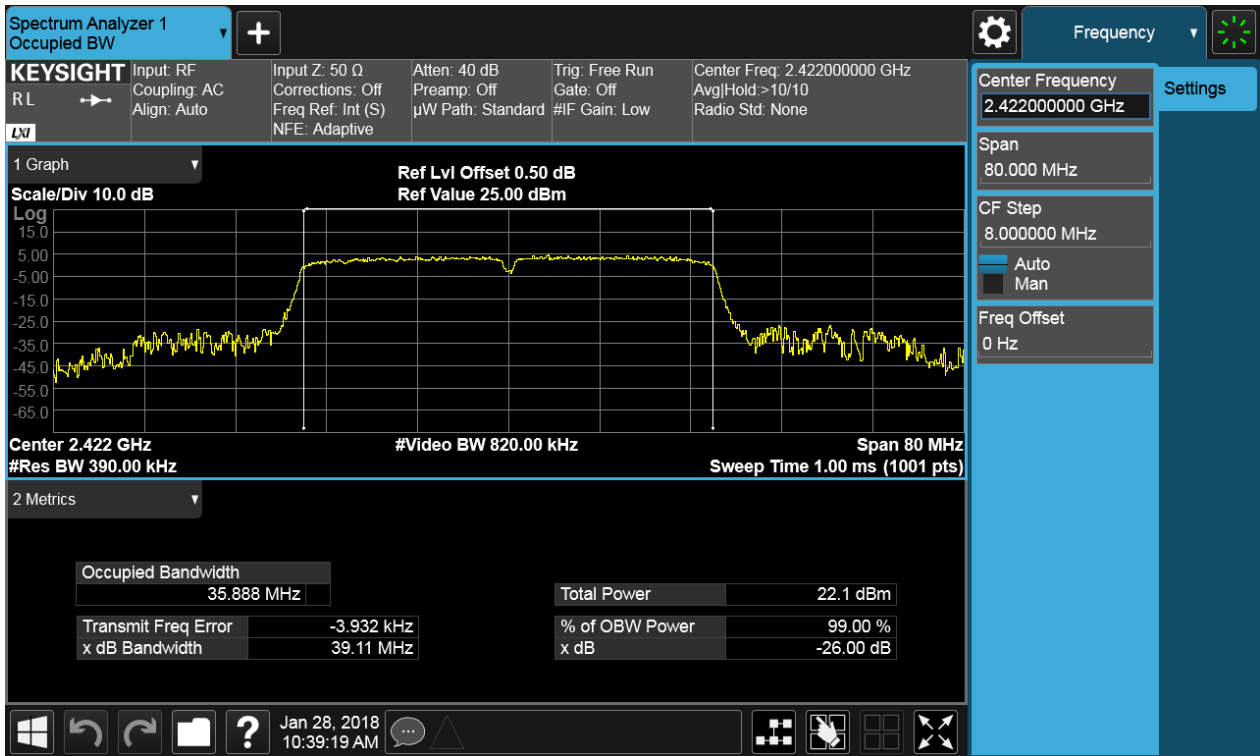 Spectrum Analyzer 1
Occupied BW
+
Frequency
KEYSIGHT
R L
LXI
Input: RF
Coupling: AC
Align: Auto
Input Z: 50 Ω
Corrections: Off
Freq Ref: Int (S)
NFE: Adaptive
Atten: 40 dB
Preamp: Off
µW Path: Standard
Trig: Free Run
Gate: Off
#IF Gain: Low
Center Freq: 2.422000000 GHz
Avg|Hold:>10/10
Radio Std: None
Center Frequency
2.422000000 GHz
Settings
Span
80.000 MHz
CF Step
8.000000 MHz
Auto
Man
Freq Offset
0 Hz
1 Graph
Scale/Div 10.0 dB
Ref Lvl Offset 0.50 dB
Ref Value 25.00 dBm
Log
15.0
5.00
-5.00
-15.0
-25.0
-35.0
-45.0
-55.0
-65.0
Center 2.422 GHz
#Video BW 820.00 kHz
Span 80 MHz
#Res BW 390.00 kHz
Sweep Time 1.00 ms (1001 pts)
2 Metrics
Occupied Bandwidth
35.888 MHz
Total Power 22.1 dBm
Transmit Freq Error -3.932 kHz
% of OBW Power 99.00 %
x dB Bandwidth 39.11 MHz
x dB -26.00 dB
?
Jan 28, 2018
10:39:19 AM